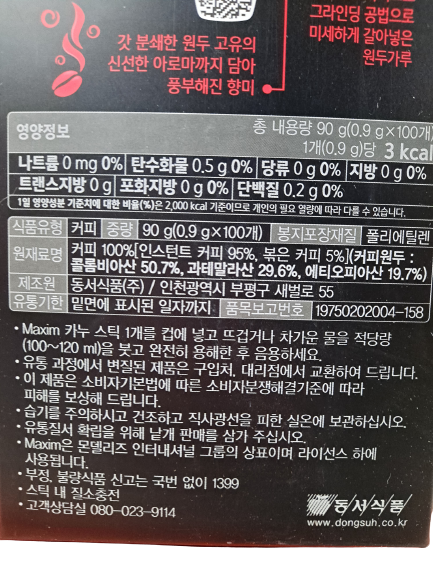 그라인딩 공법으로
미세하게 갈아넣은
원두가루
갓 분쇄한 원두 고유의
신선한 아로마까지 담아
풍부해진 향미
영양정보
총 내용량 90 g(0.9 g×100개)
1개(0.9 g)당 3 kcal
나트륨 0 mg 0% 탄수화물 0.5 g 0% 당류 0 g 0% 지방 0 g 0%
트랜스지방 0 g 포화지방 0 g 0% 단백질 0.2 g 0%
1일 영양성분 기준치에 대한 비율(%)은 2,000 kcal 기준이므로 개인의 필요 열량에 따라 다를 수 있습니다.
식품유형 커피 중량 90 g(0.9 g×100개) 봉지포장재질 폴리에틸렌
원재료명 커피 100%[인스턴트 커피 95%, 볶은 커피 5%](커피원두 :
콜롬비아산 50.7%, 과테말라산 29.6%, 에티오피아산 19.7%)
제조원 동서식품(주) / 인천광역시 부평구 새벌로 55
유통기한 밑면에 표시된 일자까지 품목보고번호 19750202004-158
• Maxim 카누 스틱 1개를 컵에 넣고 뜨겁거나 차가운 물을 적당량
(100~120 ml)을 붓고 완전히 용해한 후 음용하세요.
• 유통 과정에서 변질된 제품은 구입처, 대리점에서 교환하여 드립니다.
• 이 제품은 소비자기본법에 따른 소비자분쟁해결기준에 따라
피해를 보상해 드립니다.
• 습기를 주의하시고 건조하고 직사광선을 피한 실온에 보관하십시오.
• 유통질서 확립을 위해 낱개 판매를 삼가 주십시오.
• Maxim은 몬델리즈 인터내셔널 그룹의 상표이며 라이선스 하에
사용됩니다.
• 부정, 불량식품 신고는 국번 없이 1399
• 스틱 내 질소충전
• 고객상담실 080-023-9114
동서식품
www.dongsuh.co.kr